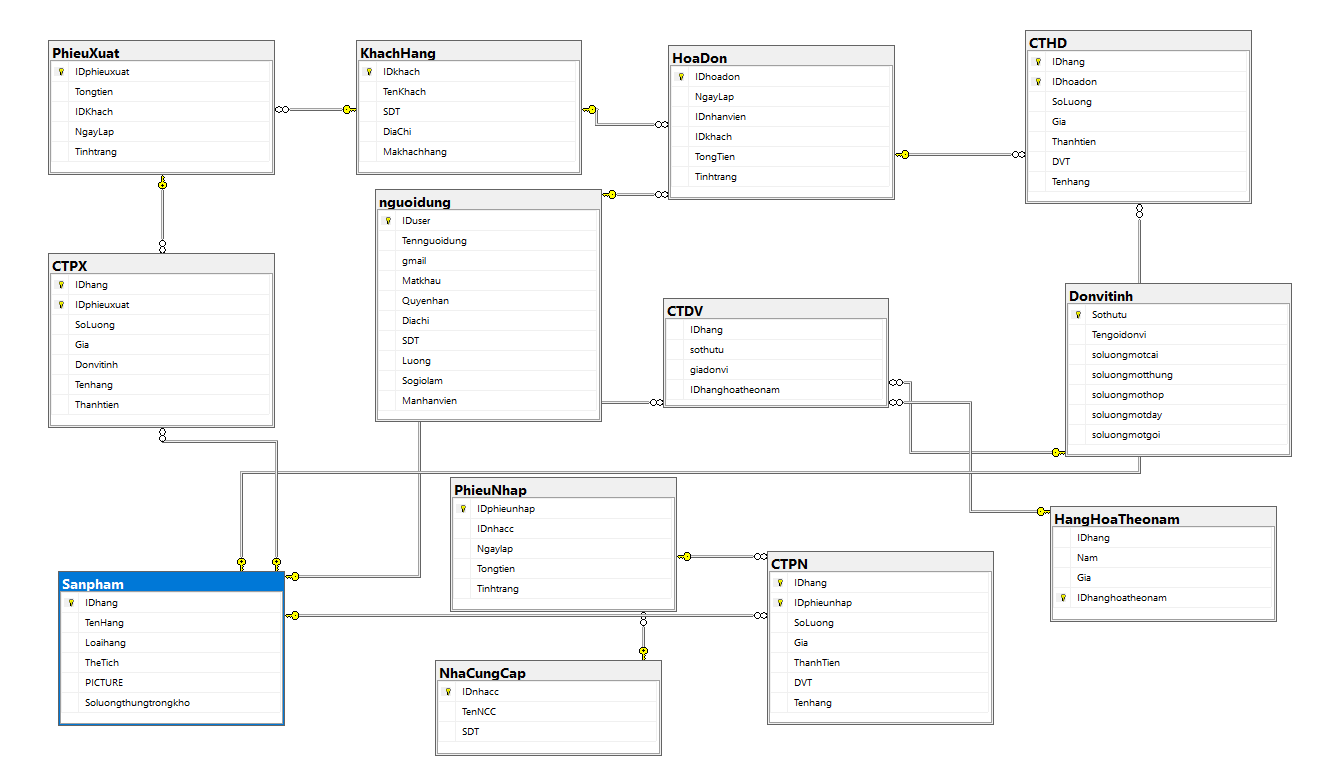 PhieuXuat
IDphieuxuat
Tongtien
IDKhach
NgayLap
Tinhtrang
KhachHang
IDkhach
TenKhach
SDT
DiaChi
Makhachhang
HoaDon
IDhoadon
NgayLap
IDnhanvien
IDkhach
TongTien
Tinhtrang
CTHD
IDhang
IDhoadon
SoLuong
Gia
Thanhtien
DVT
Tenhang
nguoidung
IDuser
Tennguoidung
gmail
Matkhau
Quyenhan
Diachi
SDT
Luong
Sogiolam
Manhanvien
CTPX
IDhang
IDphieuxuat
SoLuong
Gia
Donvitinh
Tenhang
Thanhtien
CTDV
IDhang
sothutu
giadonvi
IDhanghoatheonam
Donvitinh
Sothutu
Tengoidonvi
soluongmotcai
soluongmotthung
soluongmothop
soluongmotday
soluongmotgoi
PhieuNhap
IDphieunhap
IDnhacc
Ngaylap
Tongtien
Tinhtrang
HangHoaTheonam
IDhang
Nam
Gia
IDhanghoatheonam
CTPN
IDhang
IDphieunhap
SoLuong
Gia
ThanhTien
DVT
Tenhang
Sanpham
IDhang
TenHang
Loaihang
TheTich
PICTURE
Soluongthungtrongkho
NhaCungCap
IDnhacc
TenNCC
SDT